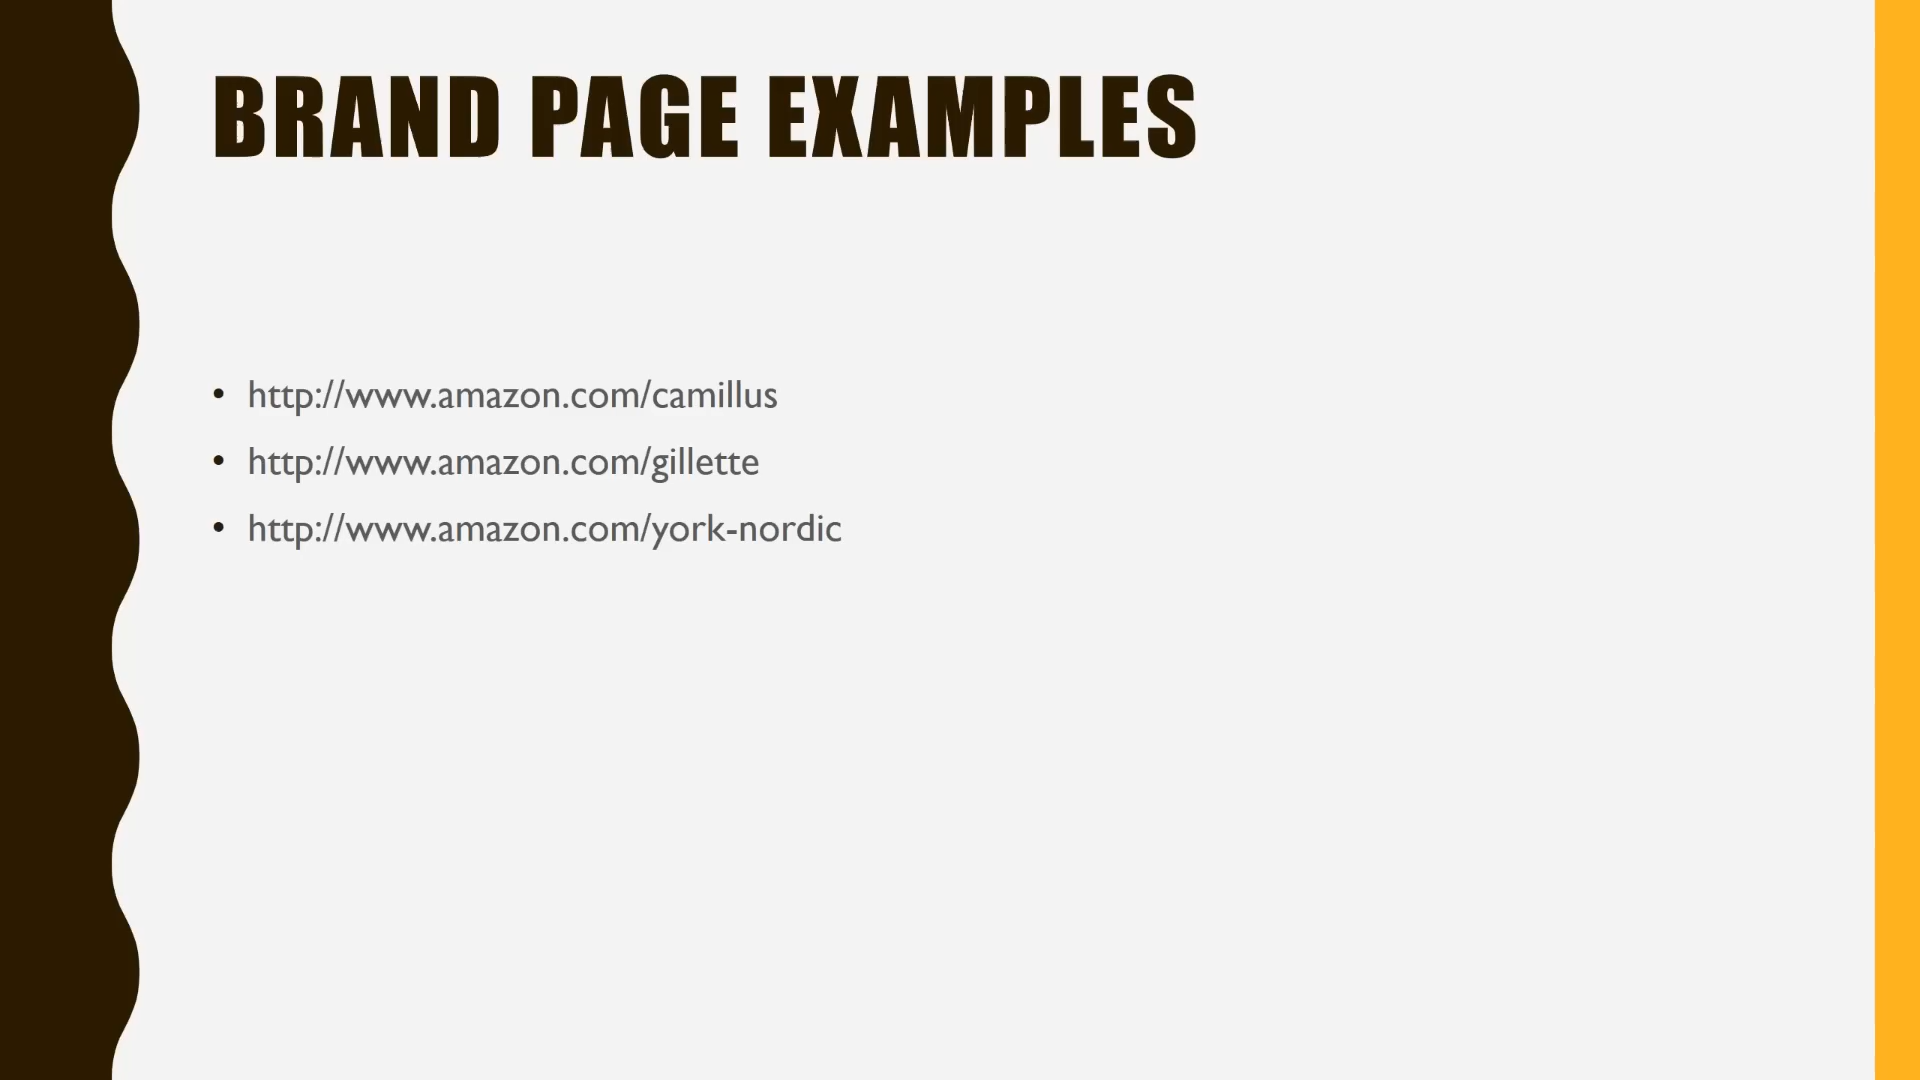 BRAND PAGE EXAMPLES
• http://www.amazon.com/camillus
• http://www.amazon.com/gillette
• http://www.amazon.com/york-nordic